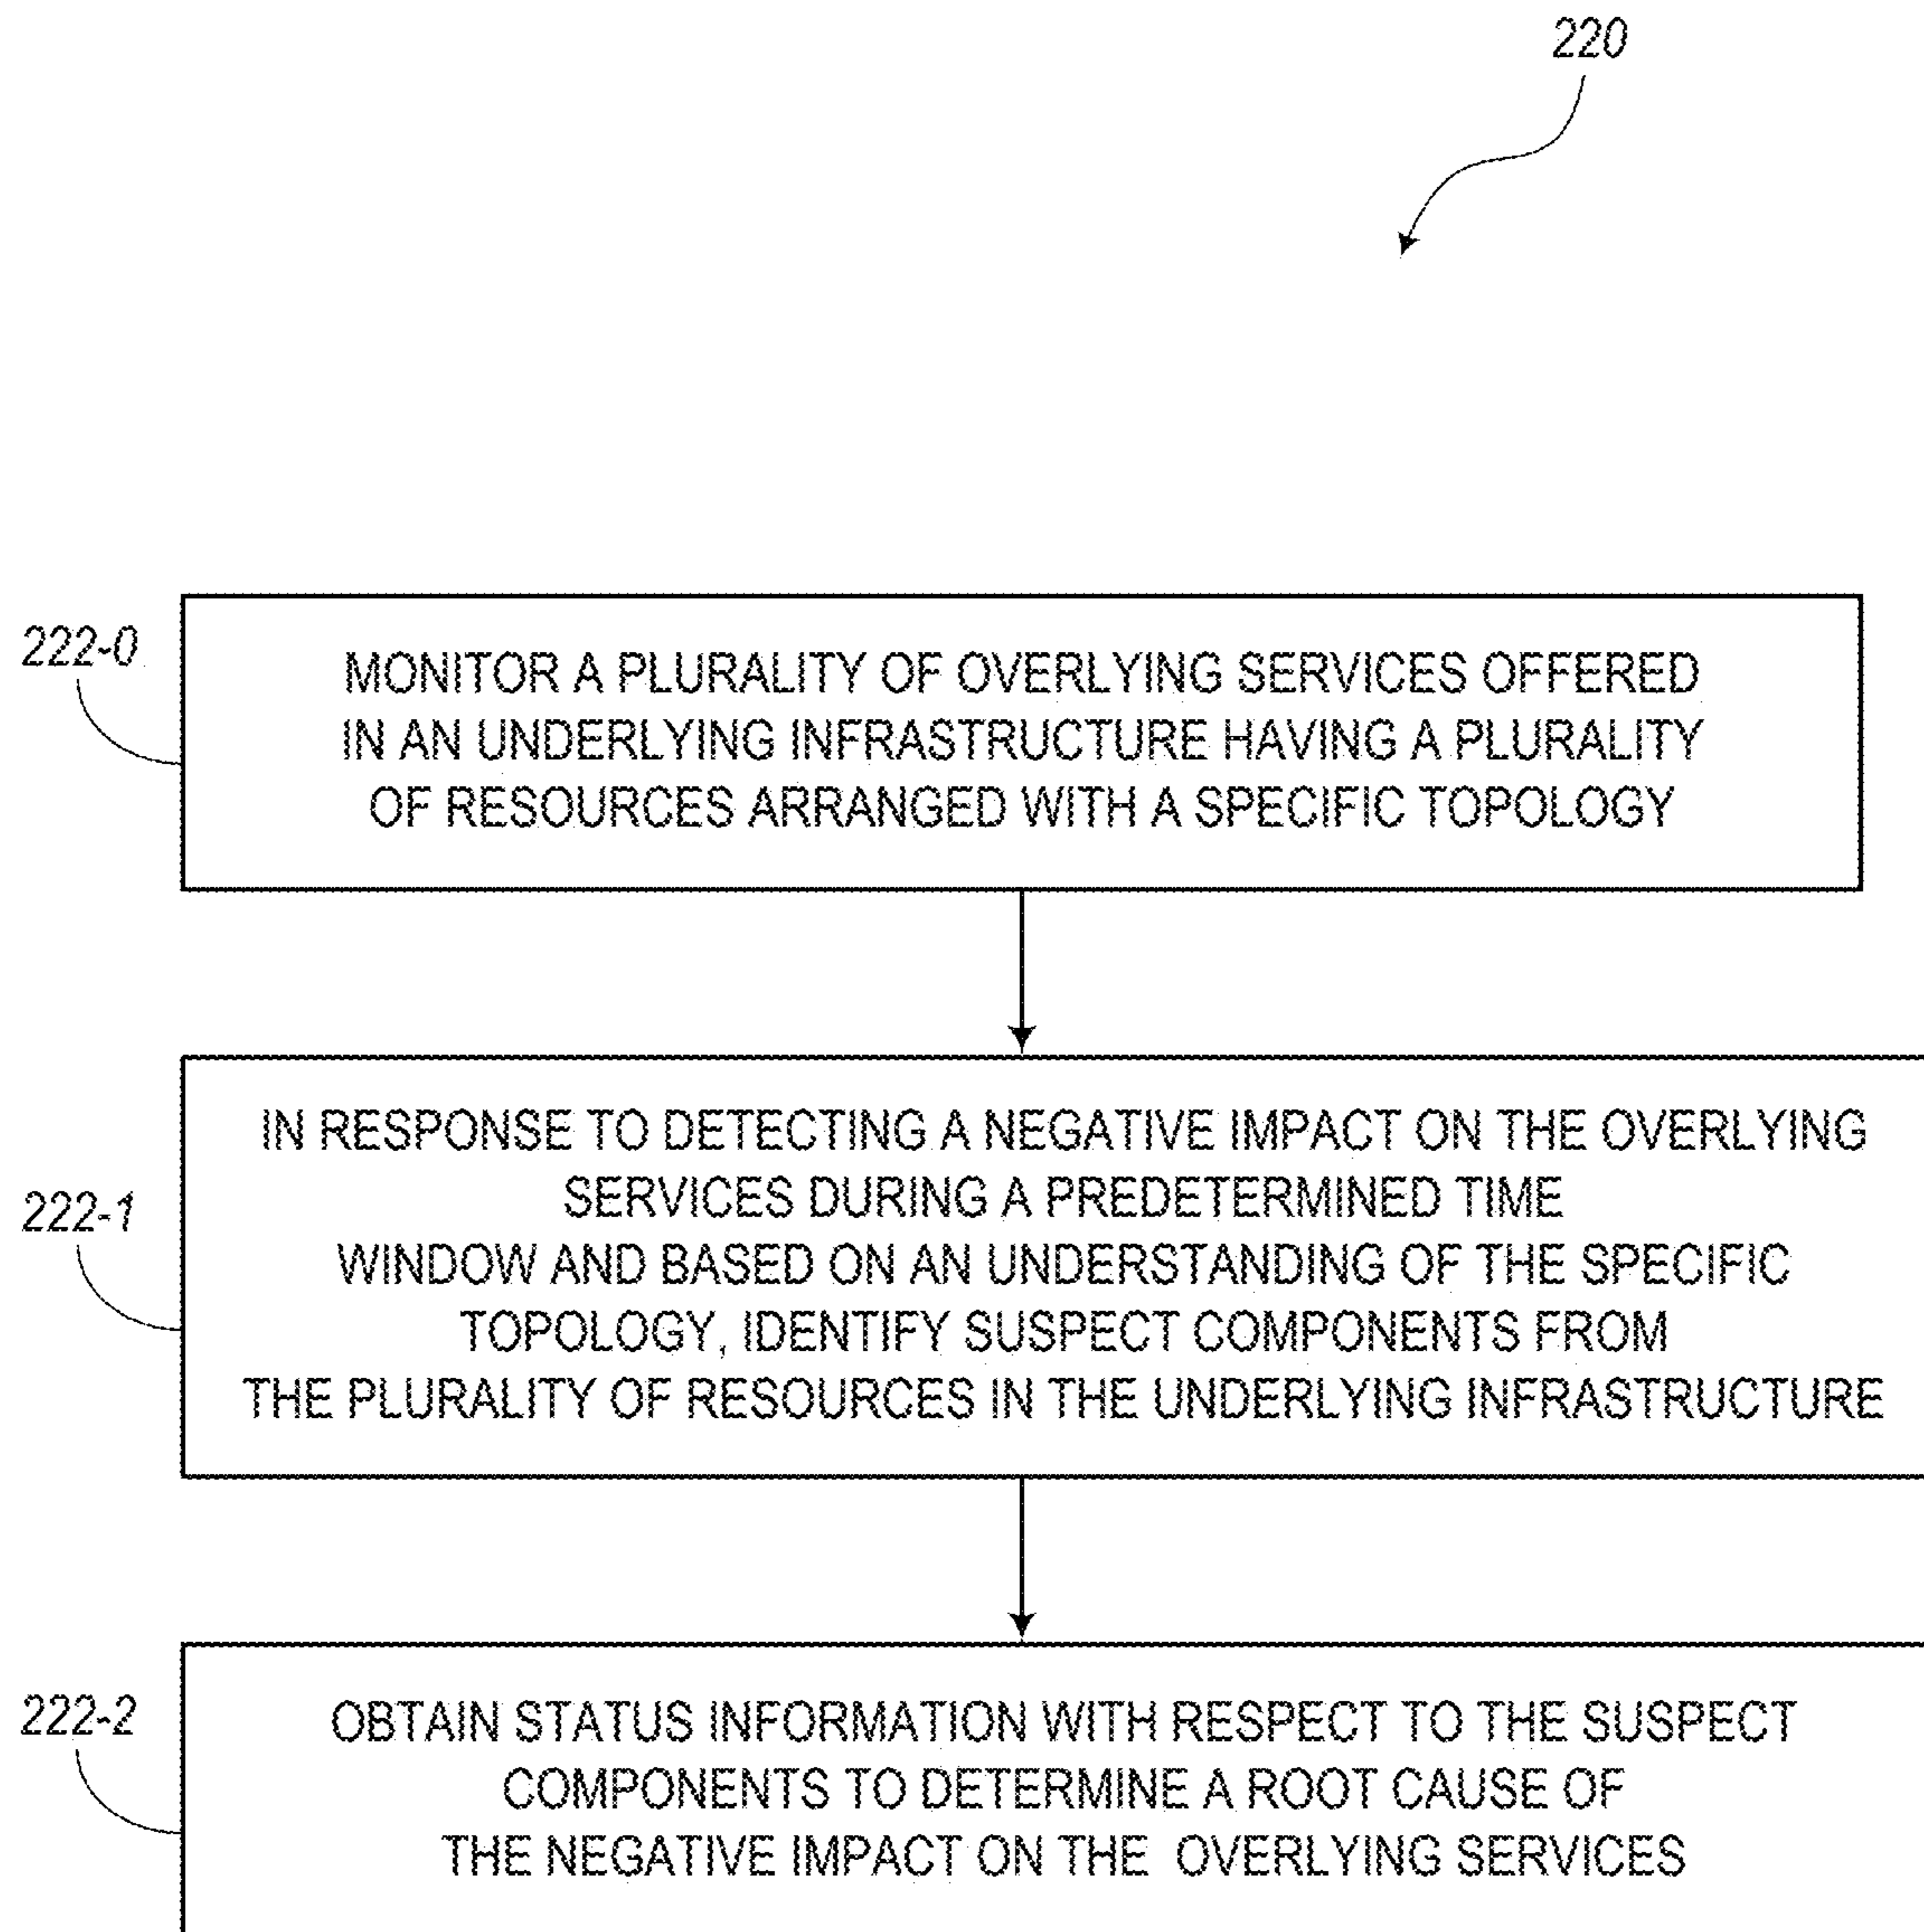 220
222-0
MONITOR A PLURALITY OF OVERLYING SERVICES OFFERED
IN AN UNDERLYING INFRASTRUCTURE HAVING A PLURALITY
OF RESOURCES ARRANGED WITH A SPECIFIC TOPOLOGY
222-1
IN RESPONSE TO DETECTING A NEGATIVE IMPACT ON THE OVERLYING
SERVICES DURING A PREDETERMINED TIME
WINDOW AND BASED ON AN UNDERSTANDING OF THE SPECIFIC
TOPOLOGY, IDENTIFY SUSPECT COMPONENTS FROM
THE PLURALITY OF RESOURCES IN THE UNDERLYING INFRASTRUCTURE
222-2
OBTAIN STATUS INFORMATION WITH RESPECT TO THE SUSPECT
COMPONENTS TO DETERMINE A ROOT CAUSE OF
THE NEGATIVE IMPACT ON THE OVERLYING SERVICES